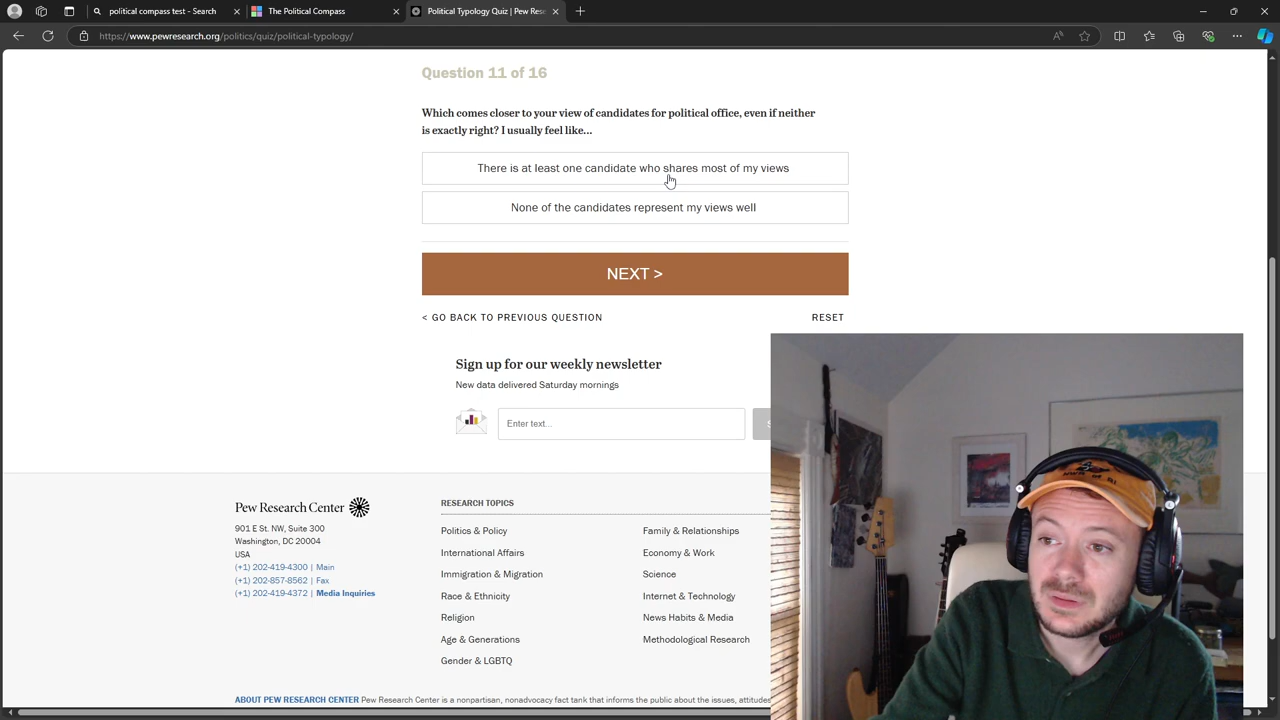 political compass test - Search
The Political Compass
Political Typology Quiz | Pew Rese
https://www.pewresearch.org/politics/quiz/political-typology/
Question 11 of 16
Which comes closer to your view of candidates for political office, even if neither
is exactly right? I usually feel like...
There is at least one candidate who shares most of my views
None of the candidates represent my views well
NEXT >
< GO BACK TO PREVIOUS QUESTION
RESET
Sign up for our weekly newsletter
New data delivered Saturday mornings
Enter text...
S
Pew Research Center
901 E St. NW, Suite 300
Washington, DC 20004
USA
(+1) 202-419-4300 | Main
(+1) 202-857-8562 | Fax
(+1) 202-419-4372 | Media Inquiries
RESEARCH TOPICS
Politics & Policy
International Affairs
Immigration & Migration
Race & Ethnicity
Religion
Age & Generations
Gender & LGBTQ
Family & Relationships
Economy & Work
Science
Internet & Technology
News Habits & Media
Methodological Research
ABOUT PEW RESEARCH CENTER Pew Research Center is a nonpartisan, nonadvocacy fact tank that informs the public about the issues, attitudes